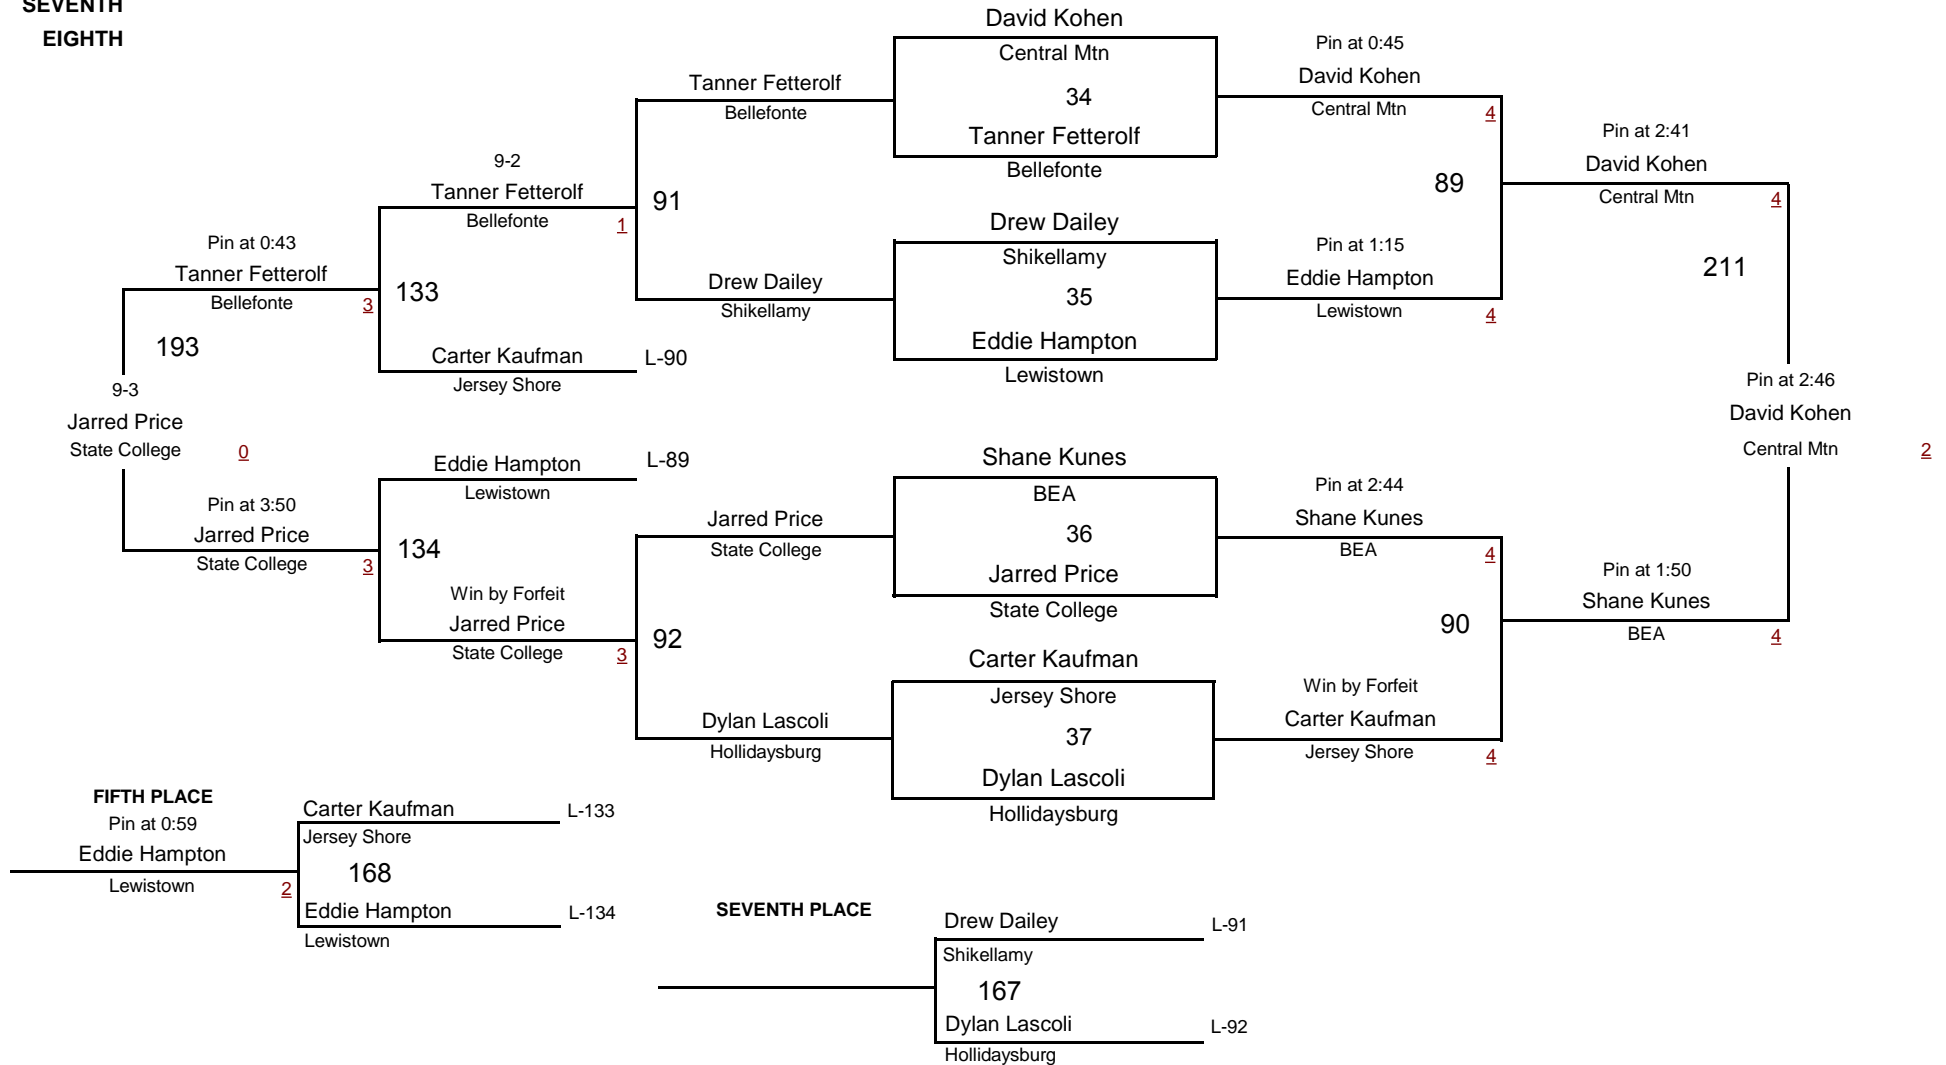 SEVENTH
EIGHTH
David Kohen
Central Mtn
34
Tanner Fetterolf
Bellefonte
Drew Dailey
Shikellamy
35
Eddie Hampton
Lewistown
Shane Kunes
BEA
36
Jarred Price
State College
Carter Kaufman
Jersey Shore
37
Dylan Lascoli
Hollidaysburg
Pin at 0:45
David Kohen
Central Mtn
4
89
Pin at 1:15
Eddie Hampton
Lewistown
4
Pin at 2:44
Shane Kunes
BEA
4
90
Win by Forfeit
Carter Kaufman
Jersey Shore
4
Pin at 2:41
David Kohen
Central Mtn
4
211
Pin at 1:50
Shane Kunes
BEA
4
Pin at 2:46
David Kohen
Central Mtn
2
Tanner Fetterolf
Bellefonte
91
Drew Dailey
Shikellamy
Jarred Price
State College
92
Dylan Lascoli
Hollidaysburg
9-2
Tanner Fetterolf
Bellefonte
1
133
Carter Kaufman
L-90
Jersey Shore
Eddie Hampton
L-89
Lewistown
134
Win by Forfeit
Jarred Price
State College
3
Pin at 0:43
Tanner Fetterolf
Bellefonte
3
193
9-3
Jarred Price
State College
0
Pin at 3:50
Jarred Price
State College
3
FIFTH PLACE
Pin at 0:59
Eddie Hampton
Lewistown
2
Carter Kaufman
L-133
Jersey Shore
168
Eddie Hampton
L-134
Lewistown
SEVENTH PLACE
Drew Dailey
L-91
Shikellamy
167
Dylan Lascoli
L-92
Hollidaysburg